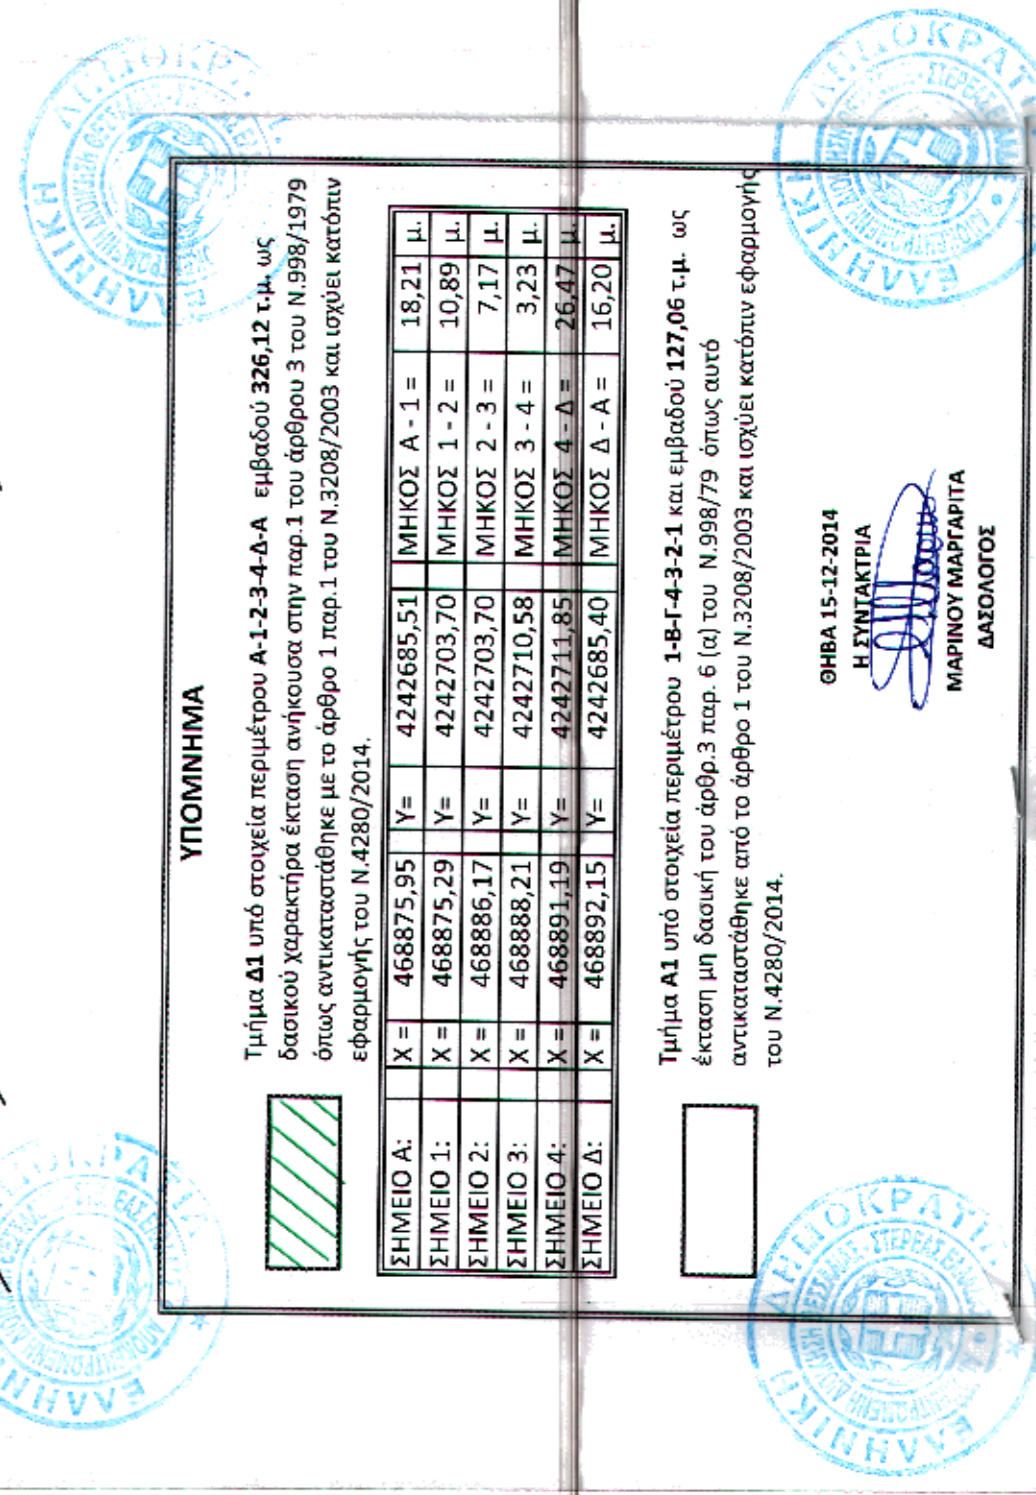 ΥΠΟΜΝΗΜΑ
Τμήμα Δ1 υπό στοιχεία περιμέτρου Α-1-2-3-4-Δ-Α εμβαδού 326,12 τ.μ. ως
δασικού χαρακτήρα έκταση ανήκουσα στην παρ.1 του άρθρου 3 του Ν.998/1979
όπως αντικαταστάθηκε με το άρθρο 1 παρ.1 του Ν.3208/2003 και ισχύει κατόπιν
εφαρμογής του Ν.4280/2014.
ΣΗΜΕΙΟ Α: Χ = 468875,95 Υ= 4242685,51 ΜΗΚΟΣ Α - 1 = 18,21 μ.
ΣΗΜΕΙΟ 1: Χ = 468875,29 Υ= 4242703,70 ΜΗΚΟΣ 1 - 2 = 10,89 μ.
ΣΗΜΕΙΟ 2: Χ = 468886,17 Υ= 4242703,70 ΜΗΚΟΣ 2 - 3 = 7,17 μ.
ΣΗΜΕΙΟ 3: Χ = 468888,21 Υ= 4242710,58 ΜΗΚΟΣ 3 - 4 = 3,23 μ.
ΣΗΜΕΙΟ 4: Χ = 468891,19 Υ= 4242711,85 ΜΗΚΟΣ 4 - Δ = 26,47 μ.
ΣΗΜΕΙΟ Δ: Χ = 468892,15 Υ= 4242685,40 ΜΗΚΟΣ Δ - Α = 16,20 μ.
Τμήμα Α1 υπό στοιχεία περιμέτρου 1-Β-Γ-4-3-2-1 και εμβαδού 127,06 τ.μ. ως
έκταση μη δασική του άρθρ.3 παρ. 6 (α) του Ν.998/79 όπως αυτό
αντικαταστάθηκε από το άρθρο 1 του Ν.3208/2003 και ισχύει κατόπιν εφαρμογής
του Ν.4280/2014.
ΘΗΒΑ 15-12-2014
Η ΣΥΝΤΑΚΤΡΙΑ
ΜΑΡΙΝΟΥ ΜΑΡΓΑΡΙΤΑ
ΔΑΣΟΛΟΓΟΣ
ΕΛΛΗΝΙΚΗ ΔΗΜΟΚΡΑΤΙΑ